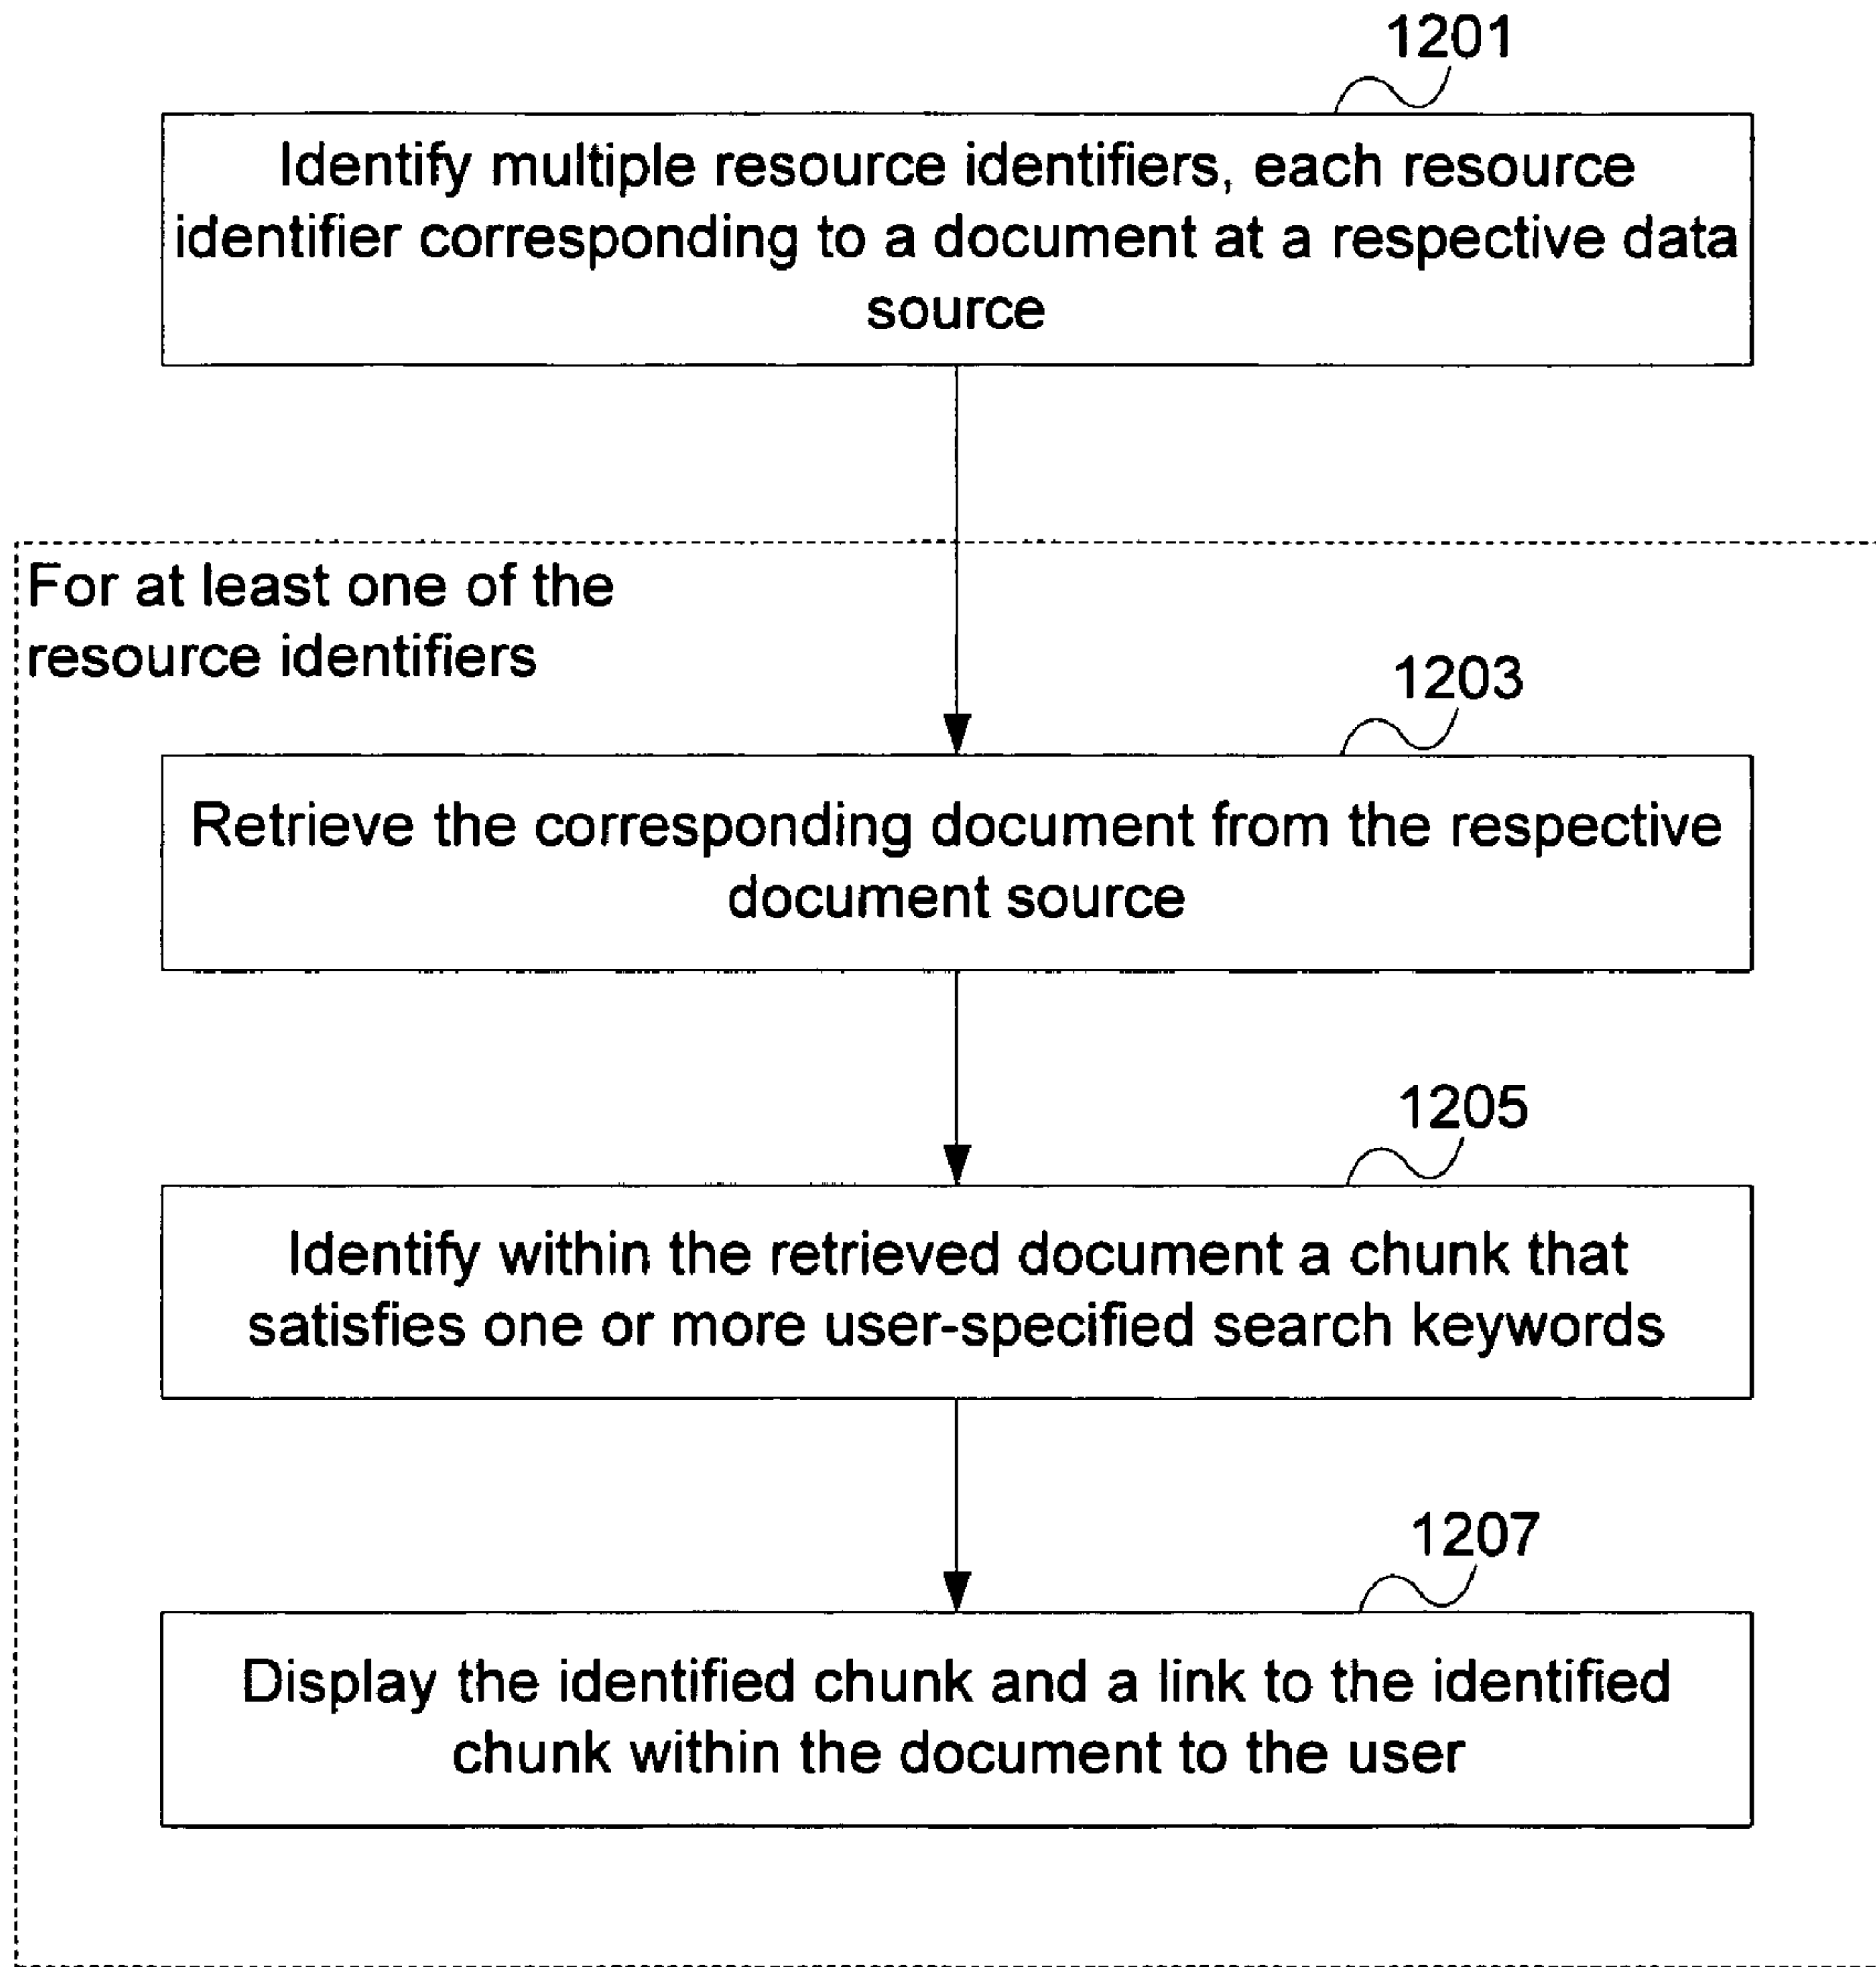 1201
Identify multiple resource identifiers, each resource
identifier corresponding to a document at a respective data
source
For at least one of the
resource identifiers
1203
Retrieve the corresponding document from the respective
document source
1205
Identify within the retrieved document a chunk that
satisfies one or more user-specified search keywords
1207
Display the identified chunk and a link to the identified
chunk within the document to the user